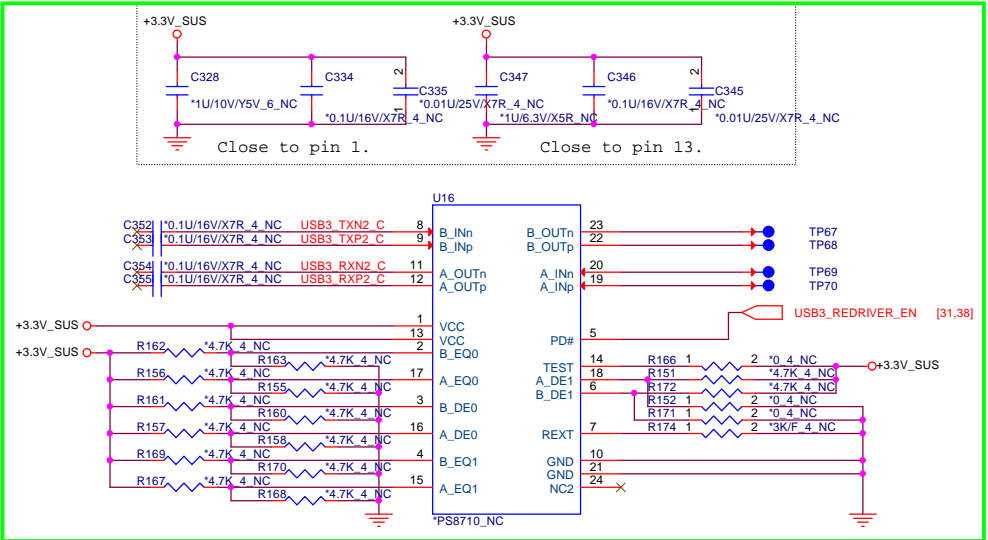 +3.3V_SUS
+3.3V_SUS
C328
C334
2
C335
1
*1U/10V/Y5V_6_NC
*0.1U/16V/X7R_4_NC
*0.01U/25V/X7R_4_NC
C347
C346
2
C345
1
*1U/6.3V/X5R_NC
*0.1U/16V/X7R_4_NC
*0.01U/25V/X7R_4_NC
Close to pin 1.
Close to pin 13.
U16
C352 *0.1U/16V/X7R_4_NC USB3_TXN2_C 8 B_INn B_OUTn 23 TP67
C353 *0.1U/16V/X7R_4_NC USB3_TXP2_C 9 B_INp B_OUTp 22 TP68
C354 *0.1U/16V/X7R_4_NC USB3_RXN2_C 11 A_OUTn A_INn 20 TP69
C355 *0.1U/16V/X7R_4_NC USB3_RXP2_C 12 A_OUTp A_INp 19 TP70
USB3_REDRIVER_EN [31,38]
+3.3V_SUS 1 VCC
13 VCC PD# 5
+3.3V_SUS
R162 *4.7K_4_NC 2 B_EQ0
R163 *4.7K_4_NC
TEST 14 R166 1 2 *0_4_NC +3.3V_SUS
R156 *4.7K_4_NC 17 A_EQ0 A_DE1 18 R151 1 2 *4.7K_4_NC
R155 *4.7K_4_NC
B_DE1 6 R172 1 2 *4.7K_4_NC
R161 *4.7K_4_NC 3 B_DE0 R152 1 2 *0_4_NC
R160 *4.7K_4_NC
R171 1 2 *0_4_NC
R157 *4.7K_4_NC 16 A_DE0 REXT 7 R174 1 2 *3K/F_4_NC
R158 *4.7K_4_NC
R169 *4.7K_4_NC 4 B_EQ1 GND 10
R170 *4.7K_4_NC
GND 21
R167 *4.7K_4_NC 15 A_EQ1 NC2 24
R168 *4.7K_4_NC
*PS8710_NC